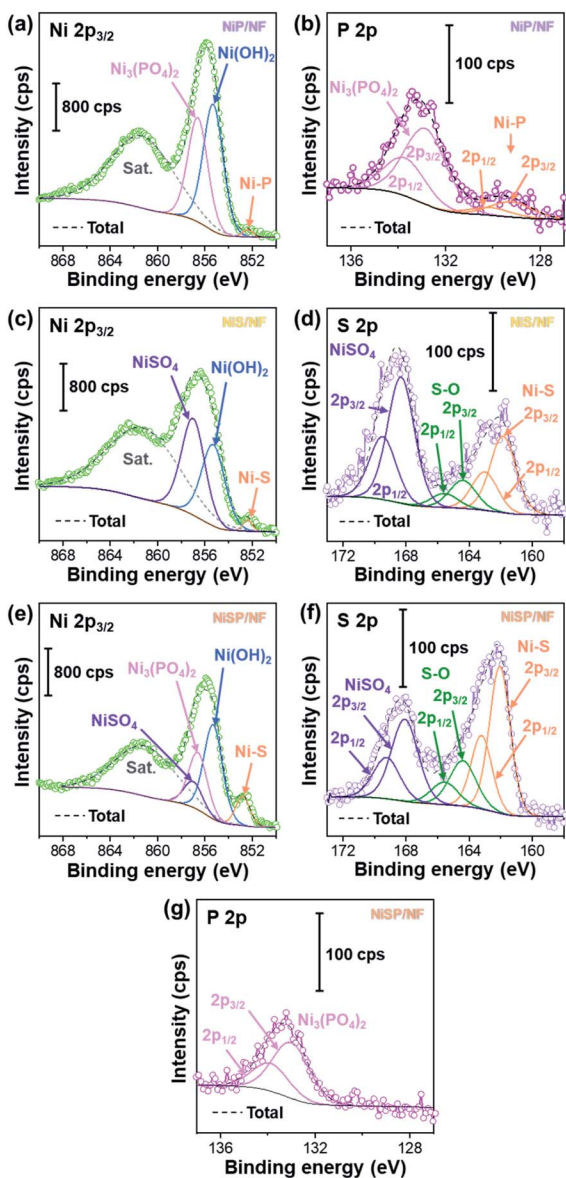 (a) Ni 2p3/2 NiP/NF
Ni3(PO4)2 Ni(OH)2
800 cps
Sat.
Ni-P
--- Total
868 864 860 856 852
Binding energy (eV)
Intensity (cps)
(b) P 2p NiP/NF
100 cps
Ni3(PO4)2
Ni-P
2p3/2
2p1/2
2p1/2
2p3/2
--- Total
136 132 128
Binding energy (eV)
Intensity (cps)
(c) Ni 2p3/2 NiS/NF
800 cps
NiSO4 Ni(OH)2
Sat.
Ni-S
--- Total
868 864 860 856 852
Binding energy (eV)
Intensity (cps)
(d) S 2p NiS/NF
NiSO4
100 cps
S-O
Ni-S
2p3/2
2p3/2
2p3/2
2p1/2
2p1/2
2p1/2
--- Total
172 168 164 160
Binding energy (eV)
Intensity (cps)
(e) Ni 2p3/2 NiSP/NF
800 cps
Ni3(PO4)2
Ni(OH)2
NiSO4
Sat.
Ni-S
--- Total
868 864 860 856 852
Binding energy (eV)
Intensity (cps)
(f) S 2p NiSP/NF
100 cps
Ni-S
2p3/2
S-O
NiSO4
2p3/2
2p3/2
2p1/2
2p1/2
2p1/2
--- Total
172 168 164 160
Binding energy (eV)
Intensity (cps)
(g) P 2p NiSP/NF
100 cps
2p3/2
Ni3(PO4)2
2p1/2
--- Total
136 132 128
Binding energy (eV)
Intensity (cps)